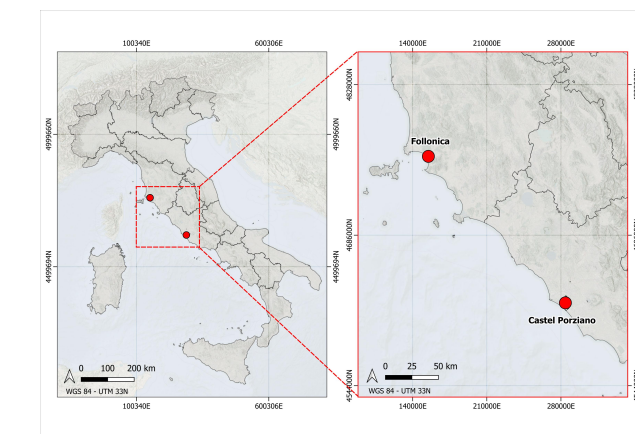 100340E 600306E
140000E 210000E 280000E
4828000N
4999660N
4999660N
Follonica
4686000N
4499694N
4499694N
Castel Porziano
0 100 200 km
WGS 84 - UTM 33N
0 25 50 km
WGS 84 - UTM 33N
4544000N
100340E 600306E
140000E 210000E 280000E